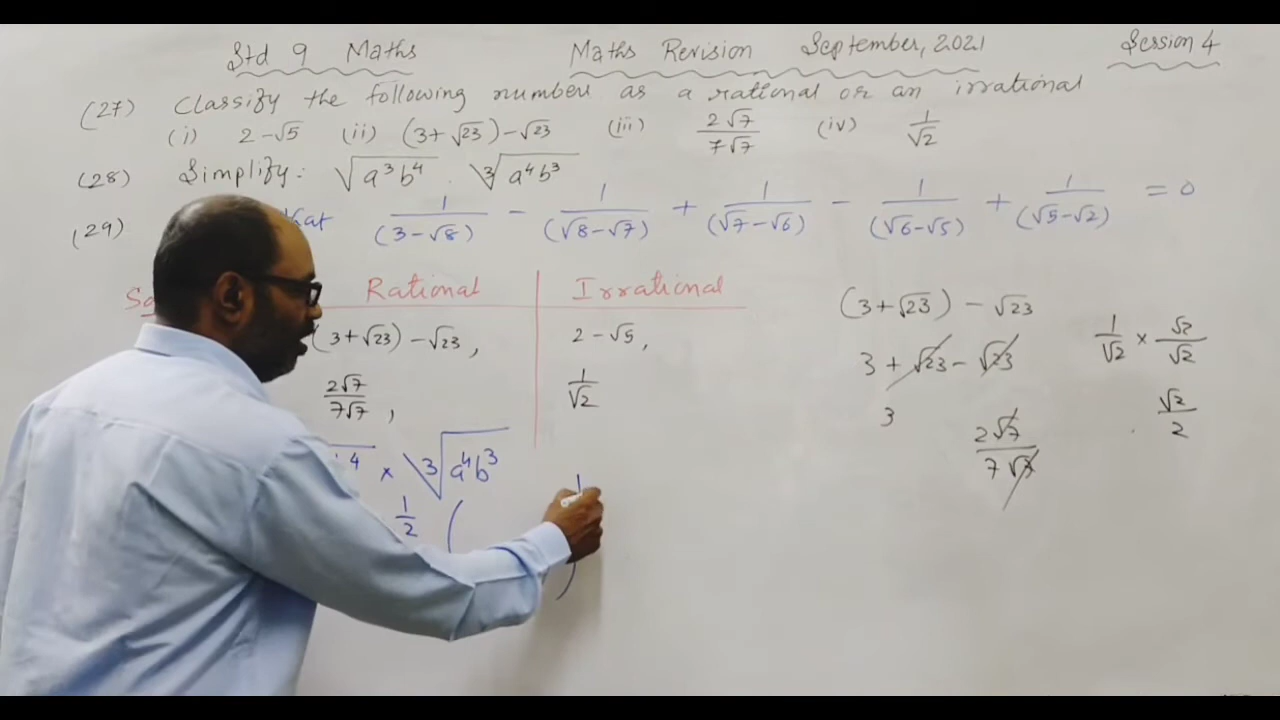 Std 9 Maths Maths Revision September, 2021 Session 4
(27) Classify the following numbers as a rational or an irrational
(i) 2 - √5 (ii) (3 + √23) - √23 (iii) 2√7/7√7 (iv) 1/√2
(28) Simplify: √(a³b⁴) . ∛(a⁴b³)
(29) 1/(3 - √8) - 1/(√8 - √7) + 1/(√7 - √6) - 1/(√6 - √5) + 1/(√5 - √2) = 0
Rational Irrational
(3 + √23) - √23, 2 - √5,
2√7/7√7, 1/√2
4 × ∛(a⁴b³)
1/2 ( ) 1
(3 + √23) - √23
3 + √23 - √23
3
2√7/7√7
1/√2 × √2/√2
√2/2